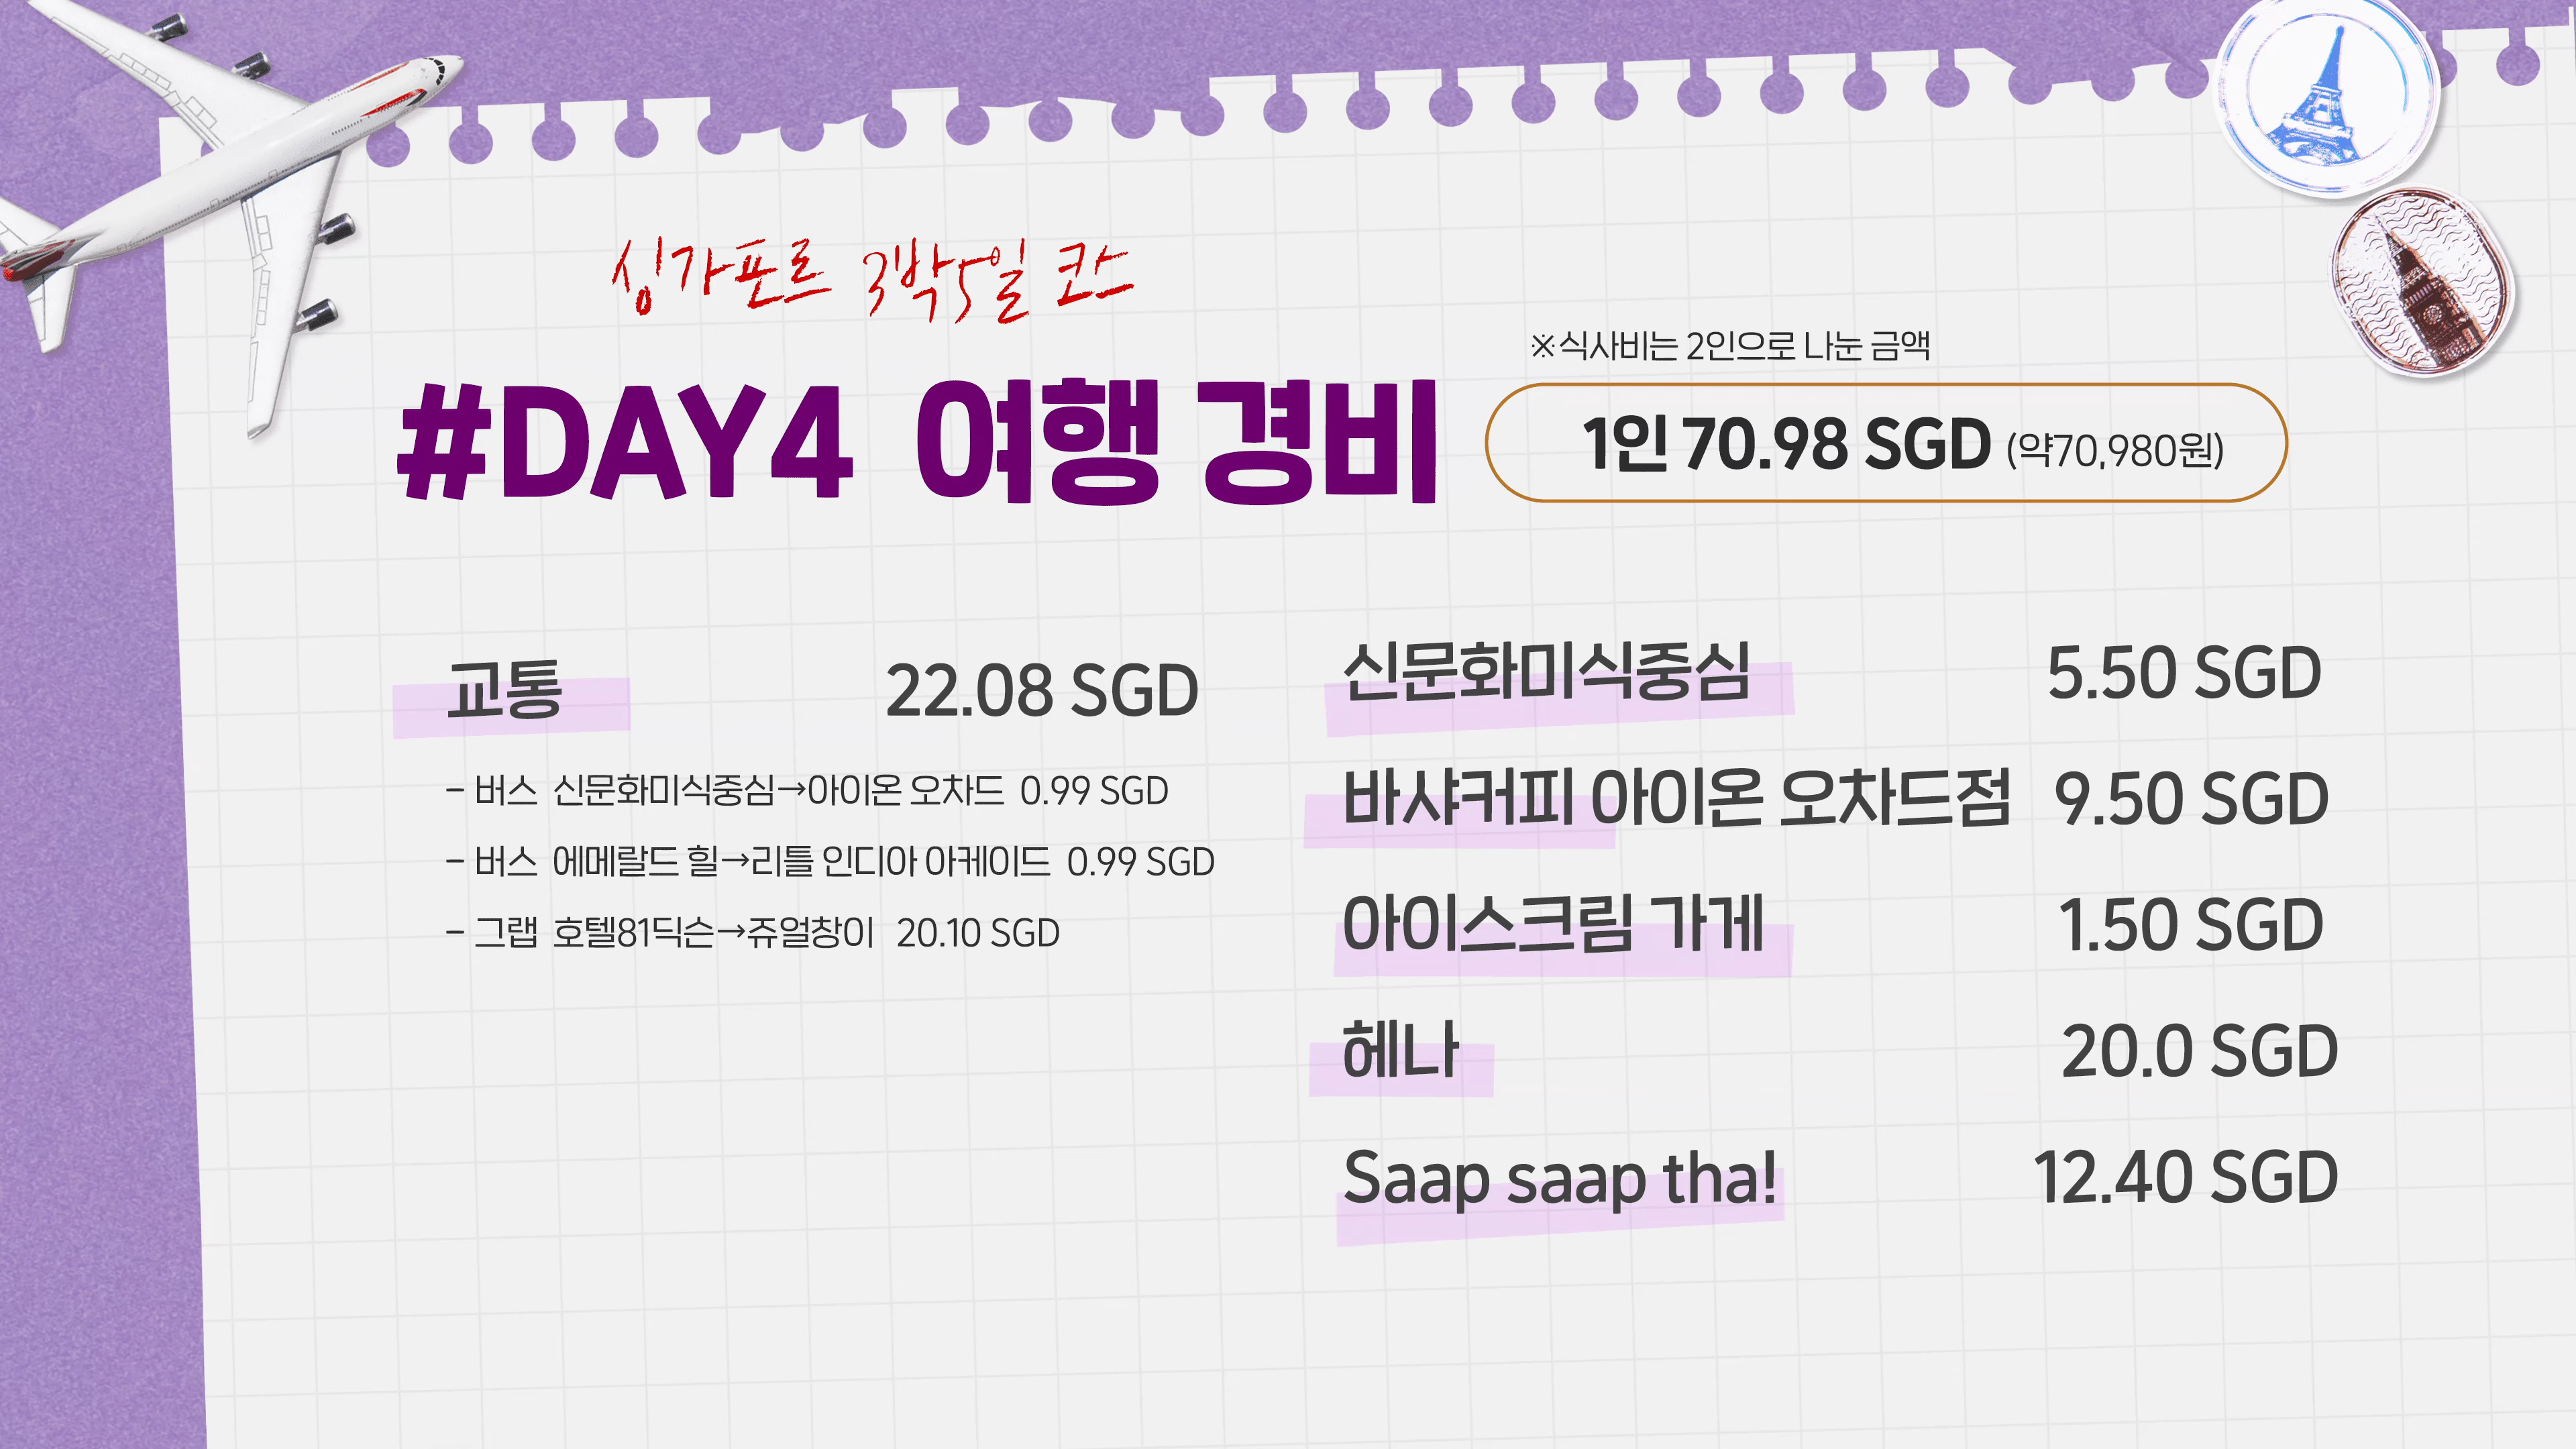 싱가포르 3박5일 코스
※식사비는 2인으로 나눈 금액
#DAY4 여행 경비
1인 70.98 SGD (약70,980원)
교통 22.08 SGD
- 버스 신문화미식중심→아이온 오차드 0.99 SGD
- 버스 에메랄드 힐→리틀 인디아 아케이드 0.99 SGD
- 그랩 호텔81딕슨→쥬얼창이 20.10 SGD
신문화미식중심 5.50 SGD
바샤커피 아이온 오차드점 9.50 SGD
아이스크림 가게 1.50 SGD
헤나 20.0 SGD
Saap saap tha! 12.40 SGD